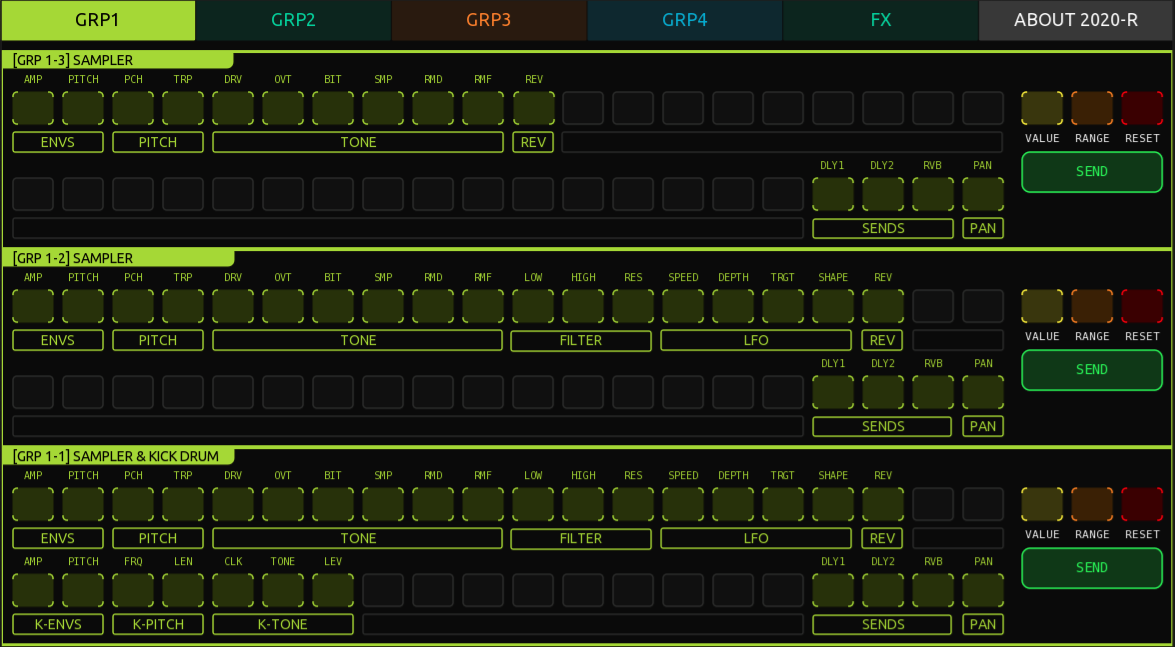 GRP1 GRP2 GRP3 GRP4 FX ABOUT 2020-R
[GRP 1-3] SAMPLER
AMP PITCH PCH TRP DRV OVT BIT SMP RMD RMF REV
VALUE RANGE RESET
ENVS PITCH TONE REV
DLY1 DLY2 RVB PAN
SEND
SENDS PAN
[GRP 1-2] SAMPLER
AMP PITCH PCH TRP DRV OVT BIT SMP RMD RMF LOW HIGH RES SPEED DEPTH TRGT SHAPE REV
VALUE RANGE RESET
ENVS PITCH TONE FILTER LFO REV
DLY1 DLY2 RVB PAN
SEND
SENDS PAN
[GRP 1-1] SAMPLER & KICK DRUM
AMP PITCH PCH TRP DRV OVT BIT SMP RMD RMF LOW HIGH RES SPEED DEPTH TRGT SHAPE REV
VALUE RANGE RESET
ENVS PITCH TONE FILTER LFO REV
AMP PITCH FRQ LEN CLK TONE LEV DLY1 DLY2 RVB PAN
SEND
K-ENVS K-PITCH K-TONE SENDS PAN